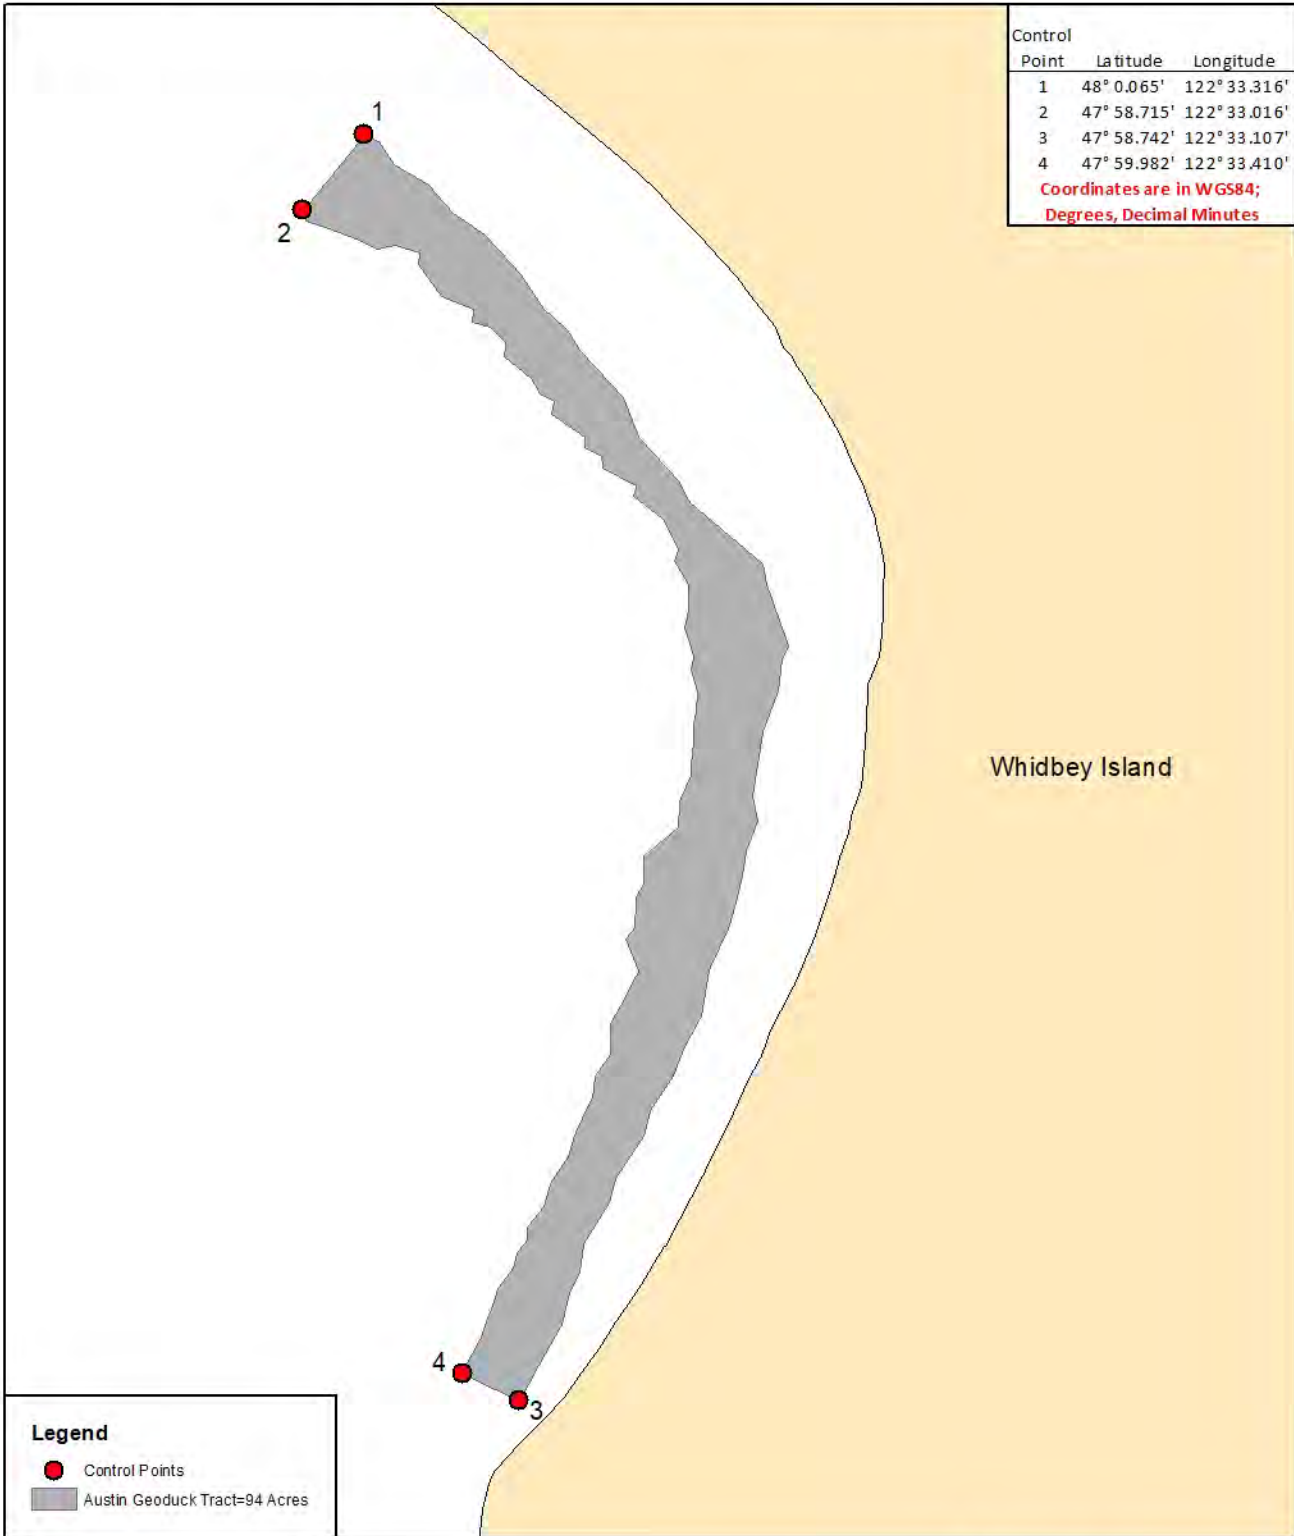 Control
Point Latitude Longitude
1 48° 0.065' 122° 33.316'
2 47° 58.715' 122° 33.016'
3 47° 58.742' 122° 33.107'
4 47° 59.982' 122° 33.410'
Coordinates are in WGS84;
Degrees, Decimal Minutes
1
2
Whidbey Island
4
3
Legend
Control Points
Austin Geoduck Tract=94 Acres